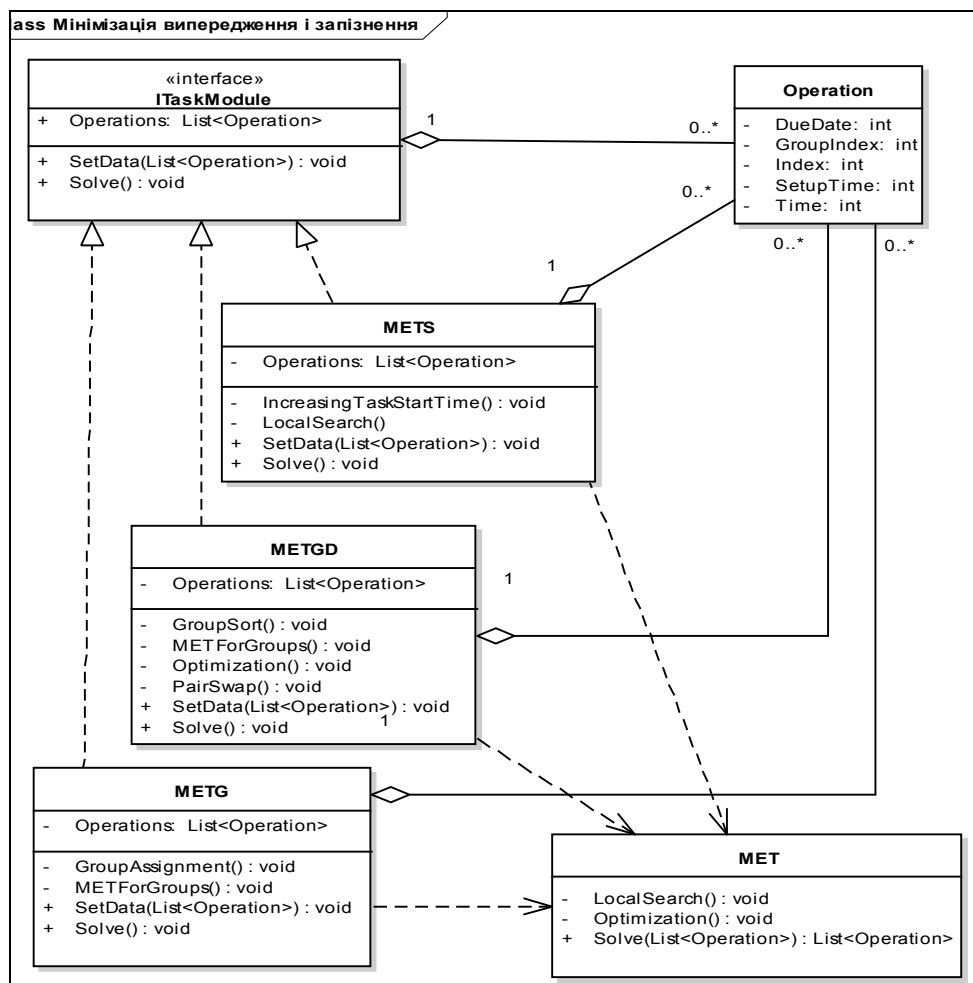 ass Мінімізація випередження і запізнення
«interface»
ITaskModule
+ Operations: List<Operation>
+ SetData(List<Operation>) : void
+ Solve() : void
Operation
- DueDate: int
- GroupIndex: int
- Index: int
- SetupTime: int
- Time: int
1
0..*
0..*
0..*
0..*
1
METS
- Operations: List<Operation>
- IncreasingTaskStartTime() : void
- LocalSearch()
+ SetData(List<Operation>) : void
+ Solve() : void
METGD
- Operations: List<Operation>
- GroupSort() : void
- METForGroups() : void
- Optimization() : void
- PairSwap() : void
+ SetData(List<Operation>) : void
+ Solve() : void
1
1
METG
- Operations: List<Operation>
- GroupAssignment() : void
- METForGroups() : void
+ SetData(List<Operation>) : void
+ Solve() : void
MET
- LocalSearch() : void
- Optimization() : void
+ Solve(List<Operation>) : List<Operation>